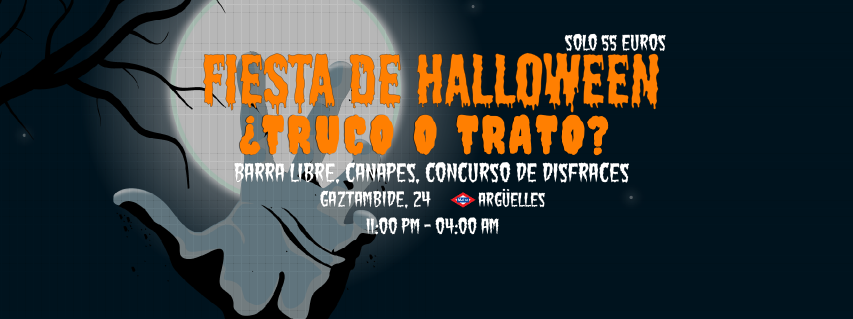 SOLO 55 EUROS
FIESTA DE HALLOWEEN
¿TRUCO O TRATO?
BARRA LIBRE, CANAPES, CONCURSO DE DISFRACES
GAZTAMBIDE, 24 ARGÜELLES
11:00 PM - 04:00 AM